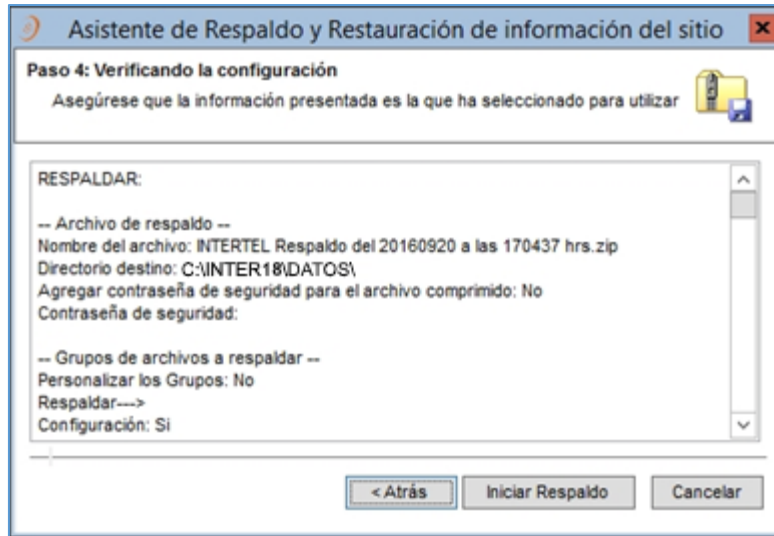 Asistente de Respaldo y Restauración de información del sitio
Paso 4: Verificando la configuración
Asegúrese que la información presentada es la que ha seleccionado para utilizar
RESPALDAR:
-- Archivo de respaldo --
Nombre del archivo: INTERTEL Respaldo del 20160920 a las 170437 hrs.zip
Directorio destino: C:\INTER18\DATOS\
Agregar contraseña de seguridad para el archivo comprimido: No
Contraseña de seguridad:
-- Grupos de archivos a respaldar --
Personalizar los Grupos: No
Respaldar--->
Configuración: Si
< Atrás Iniciar Respaldo Cancelar